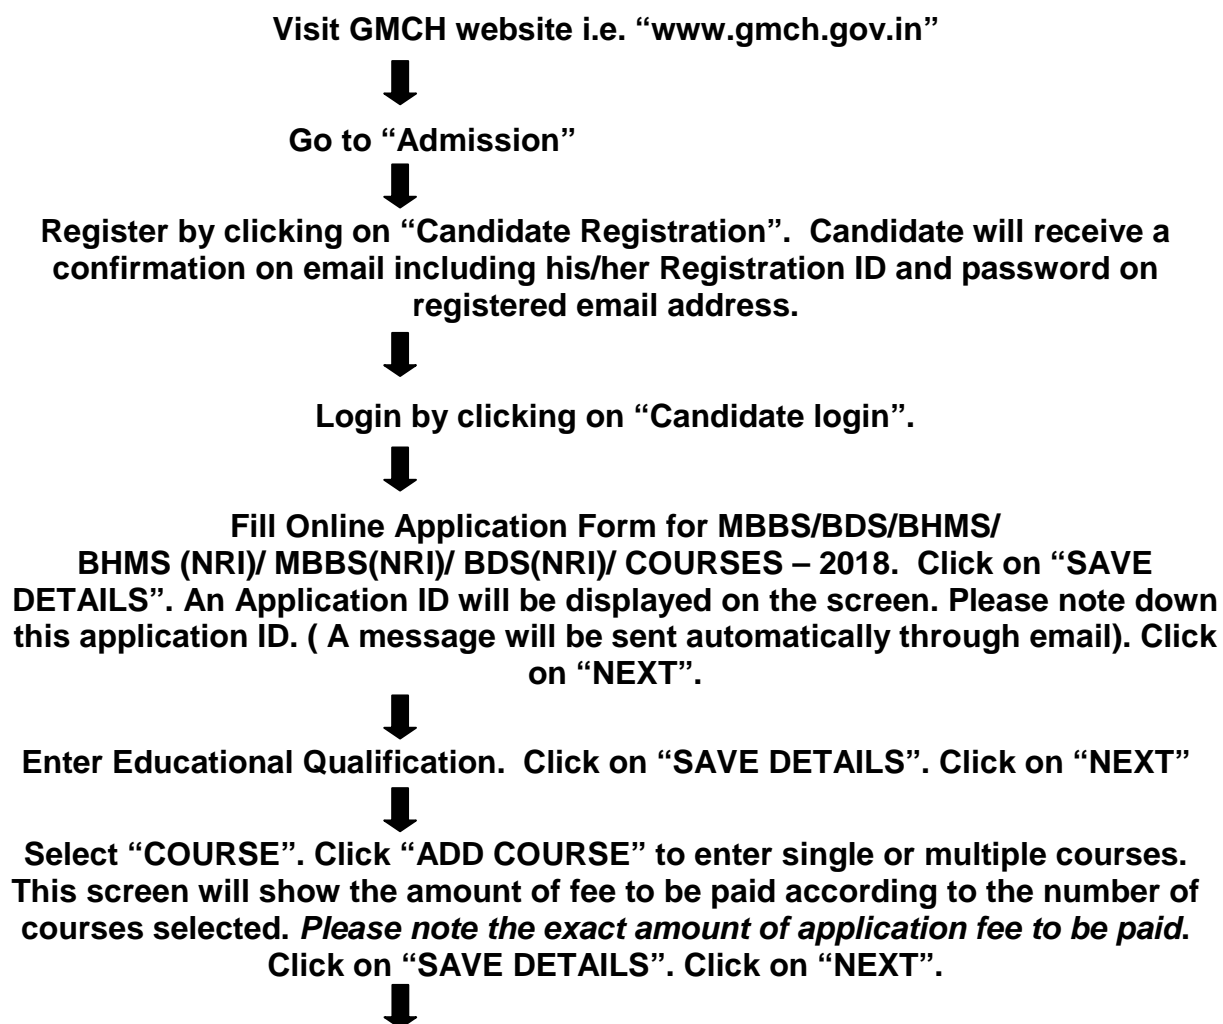 Visit GMCH website i.e. “www.gmch.gov.in”
Go to “Admission”
Register by clicking on “Candidate Registration”.  Candidate will receive a
confirmation on email including his/her Registration ID and password on
registered email address.
Login by clicking on “Candidate login”.
Fill Online Application Form for MBBS/BDS/BHMS/
BHMS (NRI)/ MBBS(NRI)/ BDS(NRI)/ COURSES – 2018.  Click on “SAVE
DETAILS”. An Application ID will be displayed on the screen. Please note down
this application ID. ( A message will be sent automatically through email). Click
on “NEXT”.
Enter Educational Qualification.  Click on “SAVE DETAILS”. Click on “NEXT”
Select “COURSE”. Click “ADD COURSE” to enter single or multiple courses.
This screen will show the amount of fee to be paid according to the number of
courses selected. Please note the exact amount of application fee to be paid.
Click on “SAVE DETAILS”. Click on “NEXT”.